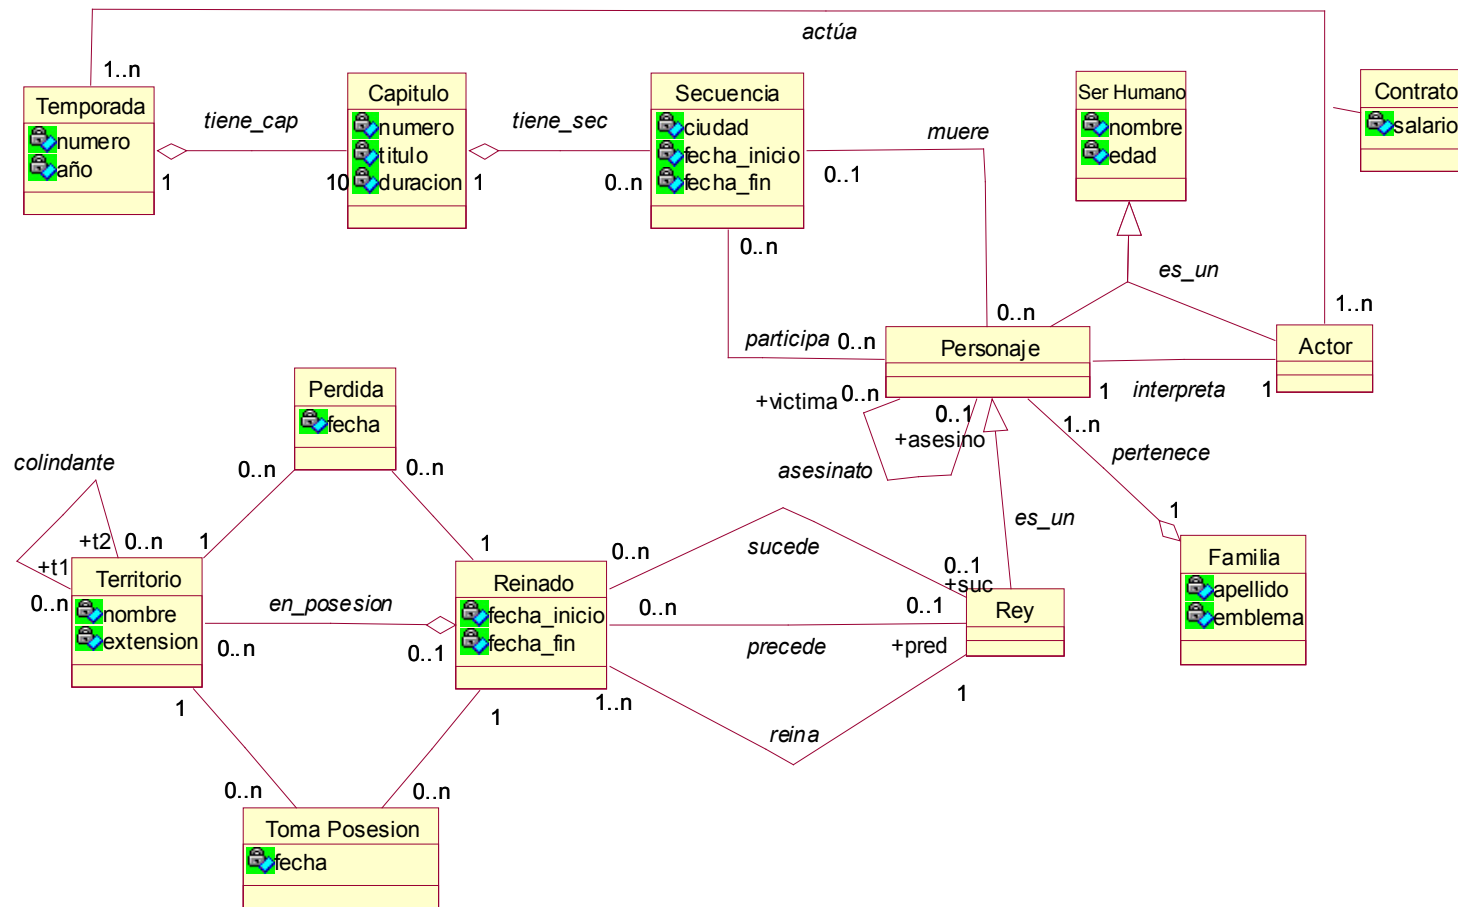 actúa
1..n
Temporada
numero
año
1
tiene_cap
10
Capitulo
numero
titulo
duracion
1
tiene_sec
0..n
Secuencia
ciudad
fecha_inicio
fecha_fin
0..1
muere
0..n
Ser Humano
nombre
edad
es_un
Contrato
salario
1..n
0..n
participa
0..n
Personaje
1
interpreta
1
Actor
+victima
0..n
0..1
+asesino
asesinato
1..n
pertenece
1
es_un
Familia
apellido
emblema
Perdida
fecha
0..n
0..n
colindante
+t2
0..n
+t1
0..n
1
1
Territorio
nombre
extension
en_posesion
0..n
0..1
Reinado
fecha_inicio
fecha_fin
0..n
sucede
0..1
+suc
0..n
precede
0..1
+pred
Rey
1..n
reina
1
1
1
0..n
0..n
Toma Posesion
fecha